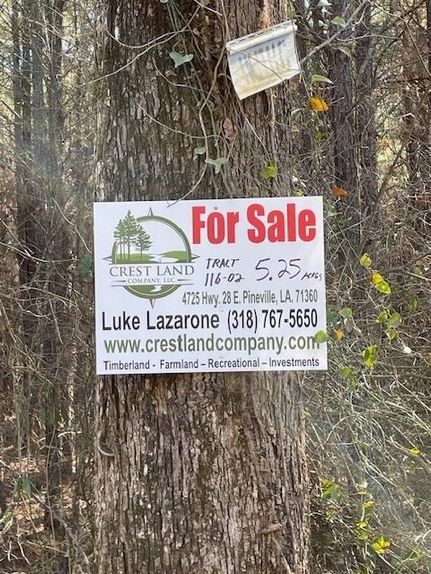 For Sale
CREST LAND
COMPANY, LLC
TRACT
116-02 5.25 Acres
4725 Hwy. 28 E. Pineville, LA. 71360
Luke Lazarone (318) 767-5650
www.crestlandcompany.com
Timberland - Farmland – Recreational – Investments